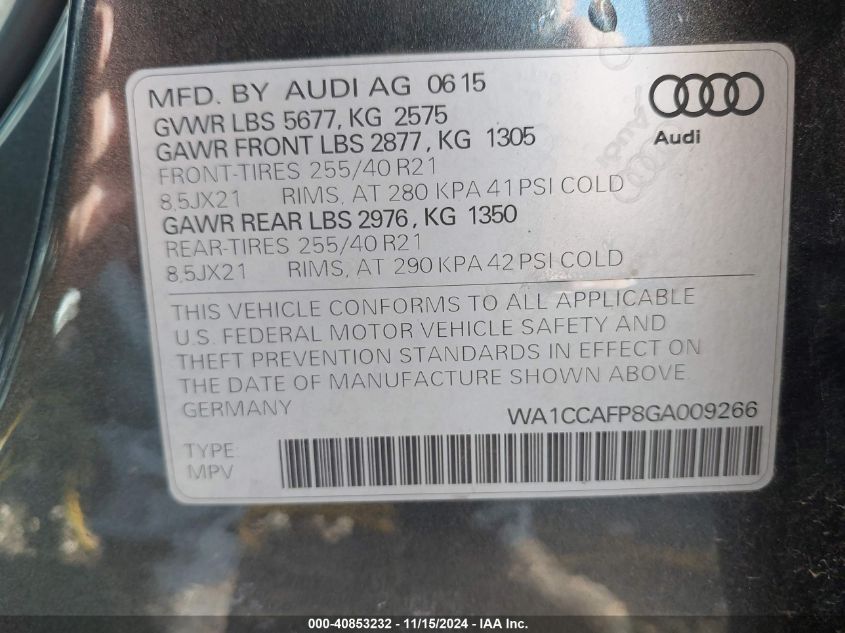 MFD. BY AUDI AG 0615
GVWR LBS 5677, KG 2575
GAWR FRONT LBS 2877, KG 1305
FRONT-TIRES 255/40 R21
8,5JX21 RIMS, AT 280 KPA 41 PSI COLD
GAWR REAR LBS 2976, KG 1350
REAR-TIRES 255/40 R21
8,5JX21 RIMS, AT 290 KPA 42 PSI COLD
Audi
THIS VEHICLE CONFORMS TO ALL APPLICABLE
U.S. FEDERAL MOTOR VEHICLE SAFETY AND
THEFT PREVENTION STANDARDS IN EFFECT ON
THE DATE OF MANUFACTURE SHOWN ABOVE.
GERMANY WA1CCAFP8GA009266
TYPE:
MPV
000-40853232 - 11/15/2024 - IAA Inc.